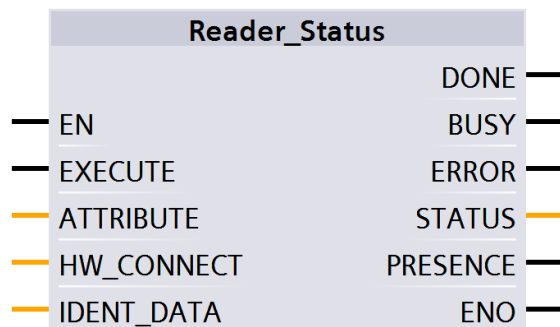 Reader_Status
DONE
EN BUSY
EXECUTE ERROR
ATTRIBUTE STATUS
HW_CONNECT PRESENCE
IDENT_DATA ENO